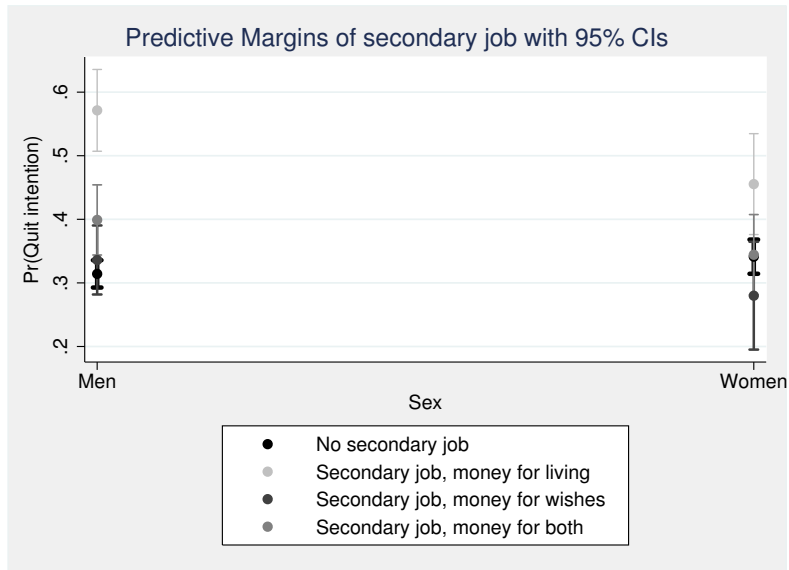 Predictive Margins of secondary job with 95% CIs
Pr(Quit intention)
.6
.5
.4
.3
.2
Men
Women
Sex
No secondary job
Secondary job, money for living
Secondary job, money for wishes
Secondary job, money for both